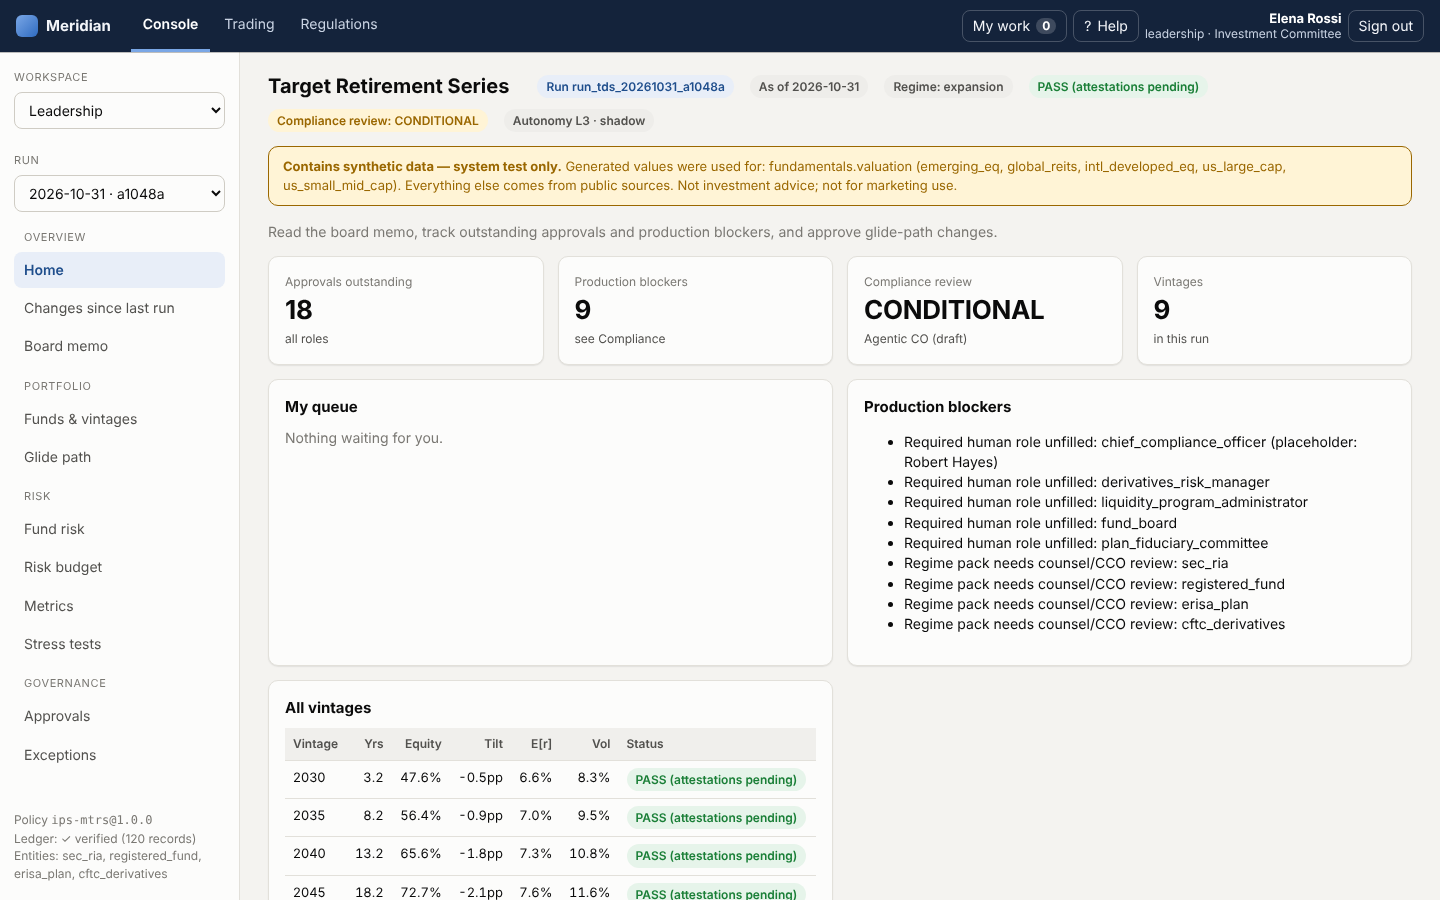 Meridian
Console
Trading
Regulations
My work 0
? Help
Elena Rossi
leadership · Investment Committee
Sign out
WORKSPACE
Leadership
RUN
2026-10-31 · a1048a
OVERVIEW
Home
Changes since last run
Board memo
PORTFOLIO
Funds & vintages
Glide path
RISK
Fund risk
Risk budget
Metrics
Stress tests
GOVERNANCE
Approvals
Exceptions
Policy ips-mtrs@1.0.0
Ledger: ✓ verified (120 records)
Entities: sec_ria, registered_fund,
erisa_plan, cftc_derivatives
Target Retirement Series
Run run_tds_20261031_a1048a
As of 2026-10-31
Regime: expansion
PASS (attestations pending)
Compliance review: CONDITIONAL
Autonomy L3 · shadow
Contains synthetic data — system test only. Generated values were used for: fundamentals.valuation (emerging_eq, global_reits, intl_developed_eq, us_large_cap,
us_small_mid_cap). Everything else comes from public sources. Not investment advice; not for marketing use.
Read the board memo, track outstanding approvals and production blockers, and approve glide-path changes.
Approvals outstanding
18
all roles
Production blockers
9
see Compliance
Compliance review
CONDITIONAL
Agentic CO (draft)
Vintages
9
in this run
My queue
Nothing waiting for you.
Production blockers
• Required human role unfilled: chief_compliance_officer (placeholder:
Robert Hayes)
• Required human role unfilled: derivatives_risk_manager
• Required human role unfilled: liquidity_program_administrator
• Required human role unfilled: fund_board
• Required human role unfilled: plan_fiduciary_committee
• Regime pack needs counsel/CCO review: sec_ria
• Regime pack needs counsel/CCO review: registered_fund
• Regime pack needs counsel/CCO review: erisa_plan
• Regime pack needs counsel/CCO review: cftc_derivatives
All vintages
Vintage Yrs Equity Tilt E[r] Vol Status
2030 3.2 47.6% -0.5pp 6.6% 8.3% PASS (attestations pending)
2035 8.2 56.4% -0.9pp 7.0% 9.5% PASS (attestations pending)
2040 13.2 65.6% -1.8pp 7.3% 10.8% PASS (attestations pending)
2045 18.2 72.7% -2.1pp 7.6% 11.6% PASS (attestations pending)